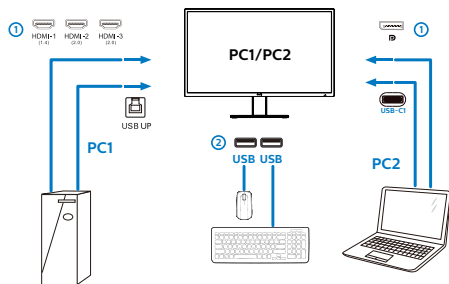 ①
HDMI-1 HDMI-2 HDMI-3
(1.4) (2.0) (2.0)
①
PC1/PC2
USB UP
USB-C1
PC1
②
USB USB
PC2